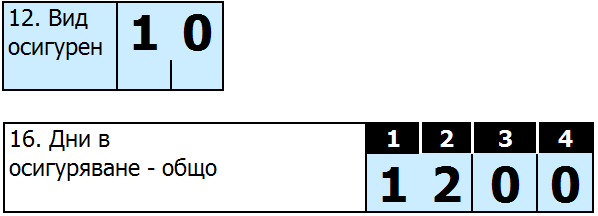 12. Вид
осигурен
1 0
16. Дни в
осигуряване - общо
1 2 3 4
1 2 0 0